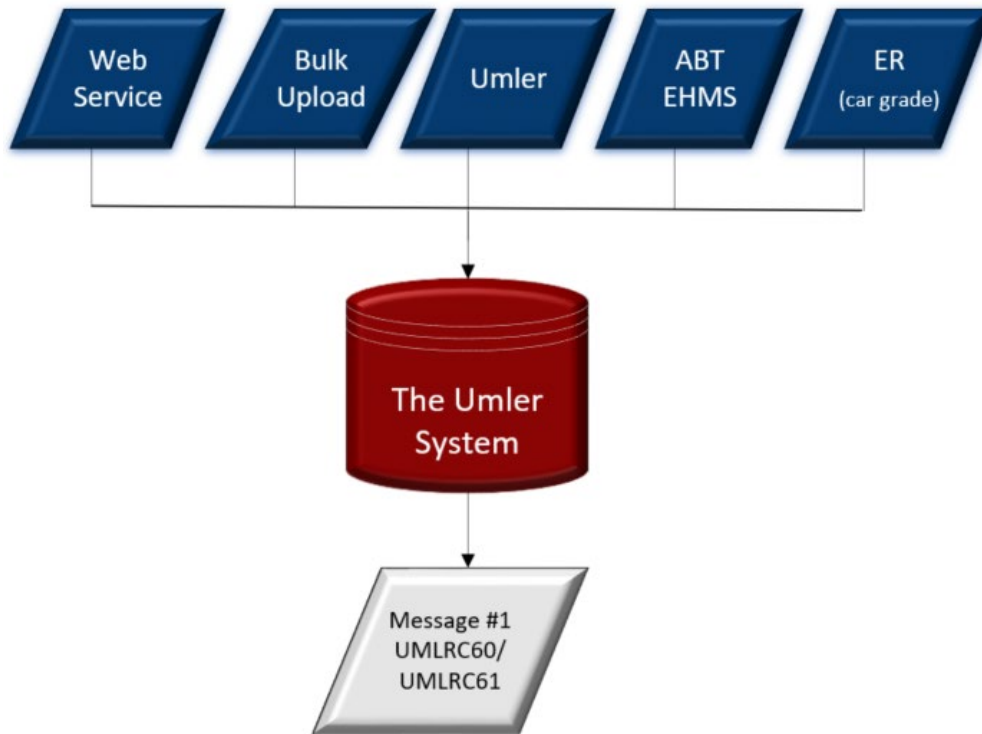 Web
Service
Bulk
Upload
Umler
ABT
EHMS
ER
(car grade)
The Umler
System
Message #1
UMLRC60/
UMLRC61